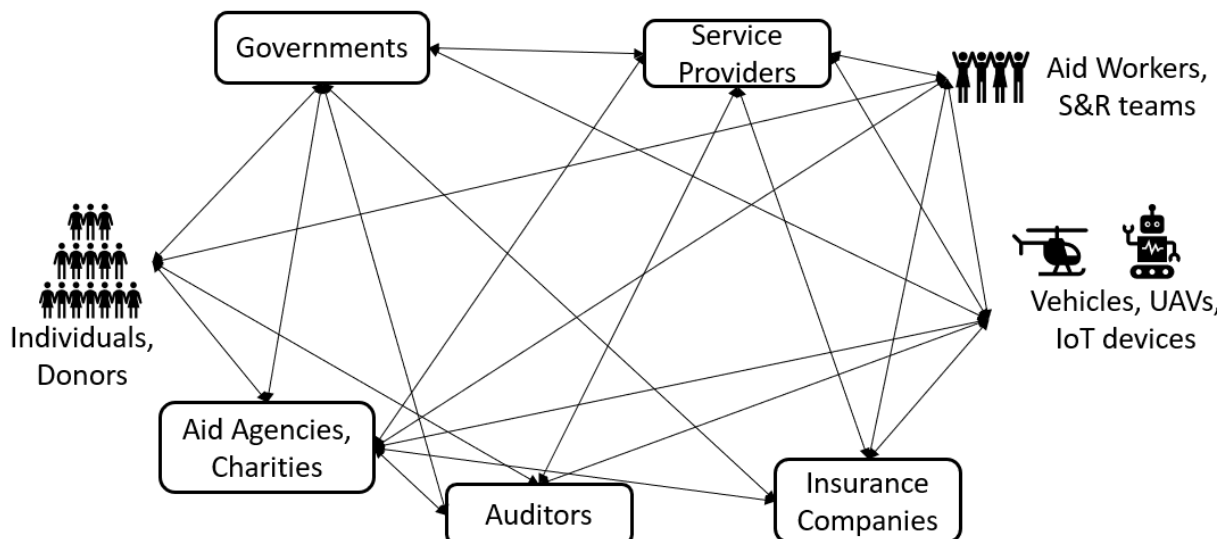 Governments
Service
Providers
Aid Workers,
S&R teams
Individuals,
Donors
Vehicles, UAVs,
IoT devices
Aid Agencies,
Charities
Auditors
Insurance
Companies